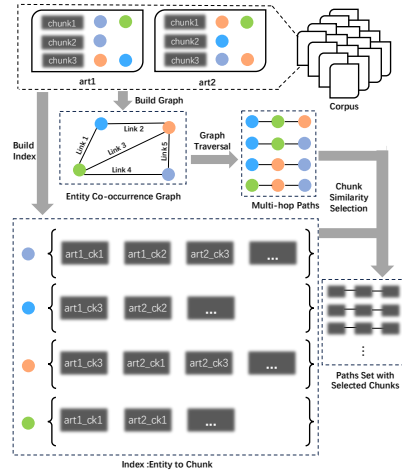 chunk1
chunk2
chunk3
art1
chunk1
chunk2
chunk3
art2
Corpus
Build Graph
Build
Index
Link 1
Link 2
Link 3
Link 4
Link 5
Entity Co-occurrence Graph
Graph
Traversal
Multi-hop Paths
Chunk
Similarity
Selection
art1_ck1 art1_ck2 art2_ck3 ...
art1_ck3 art2_ck2 ...
art1_ck3 art2_ck1 art2_ck3 ...
art1_ck1 art2_ck1 ...
Paths Set with
Selected Chunks
Index :Entity to Chunk